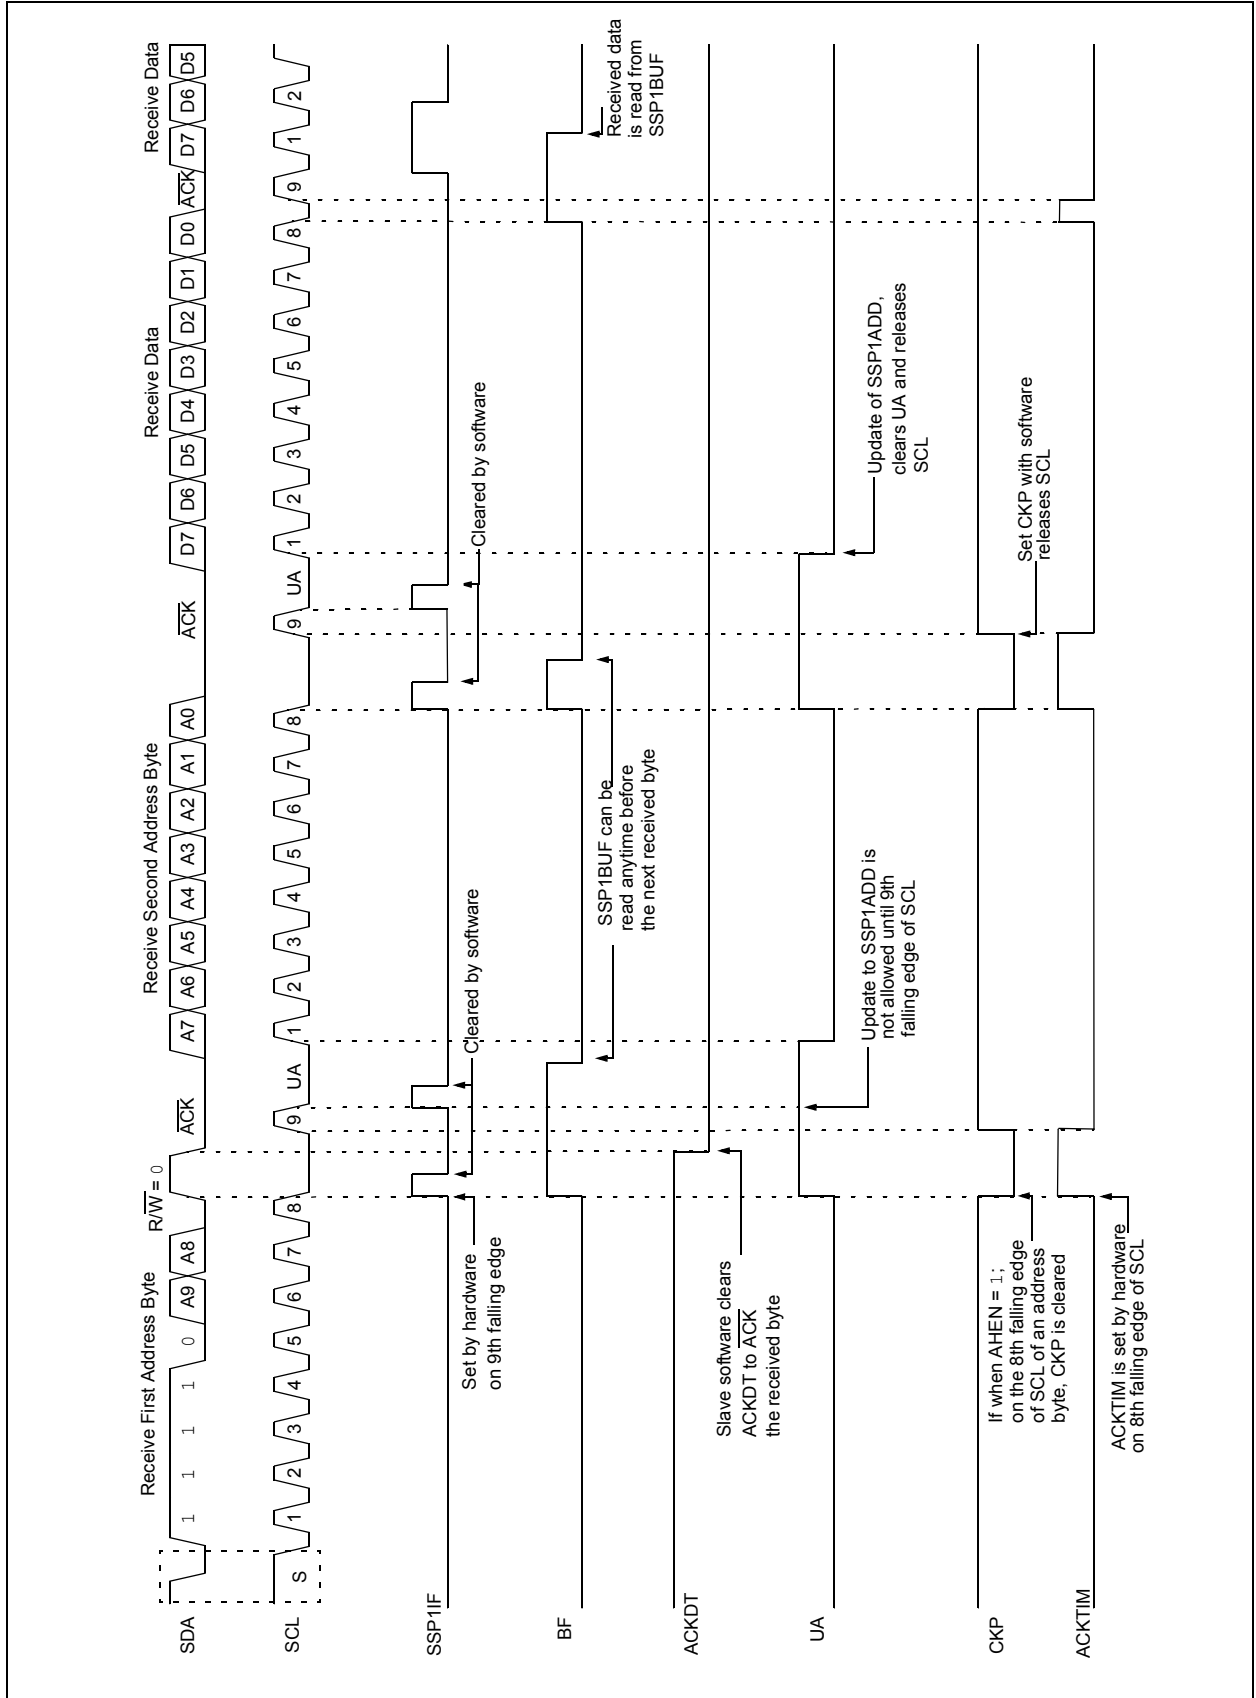 Receive First Address Byte
R/W = 0
Receive Second Address Byte
Receive Data
Receive Data
SDA
1 1 1 1 0 A9 A8 ACK A7 A6 A5 A4 A3 A2 A1 A0 ACK D7 D6 D5 D4 D3 D2 D1 D0 ACK D7 D6 D5
SCL
S 1 2 3 4 5 6 7 8 9 UA 1 2 3 4 5 6 7 8 9 UA 1 2 3 4 5 6 7 8 9 1 2
SSP1IF
Set by hardware
on 9th falling edge
Cleared by software
Cleared by software
BF
SSP1BUF can be
read anytime before
the next received byte
Received data
is read from
SSP1BUF
ACKDT
Slave software clears
ACKDT to ACK
the received byte
UA
Update to SSP1ADD is
not allowed until 9th
falling edge of SCL
Update of SSP1ADD,
clears UA and releases
SCL
CKP
If when AHEN = 1;
on the 8th falling edge
of SCL of an address
byte, CKP is cleared
Set CKP with software
releases SCL
ACKTIM
ACKTIM is set by hardware
on 8th falling edge of SCL